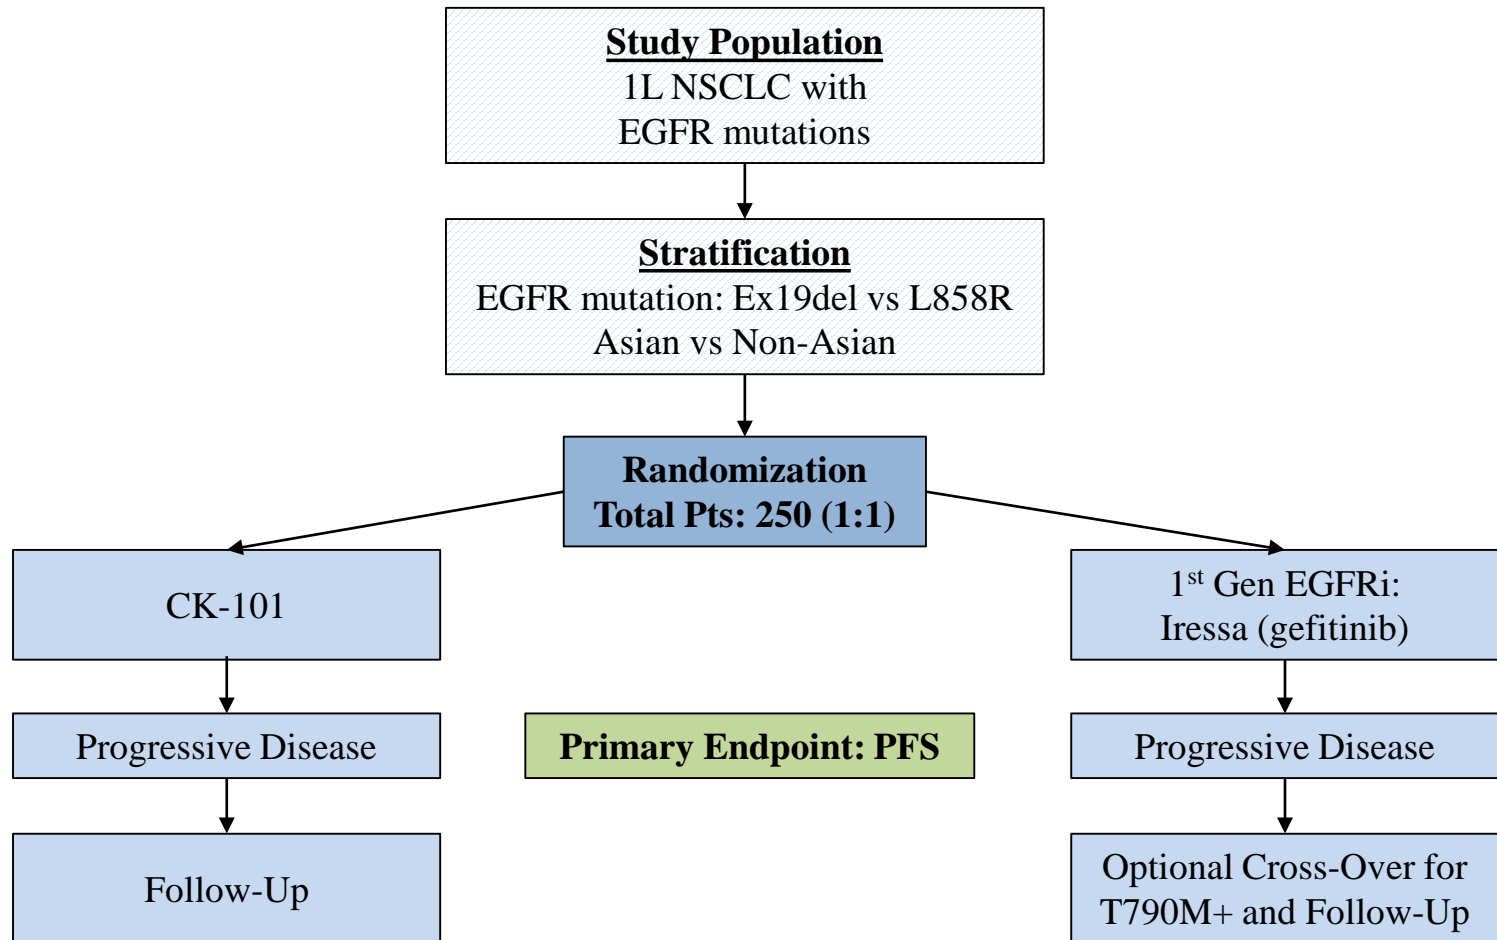 Study Population
1L NSCLC with
EGFR mutations
Stratification
EGFR mutation: Ex19del vs L858R
Asian vs Non-Asian
Randomization
Total Pts: 250 (1:1)
CK-101
1st Gen EGFRi:
Iressa (gefitinib)
Progressive Disease
Primary Endpoint: PFS
Progressive Disease
Follow-Up
Optional Cross-Over for
T790M+ and Follow-Up